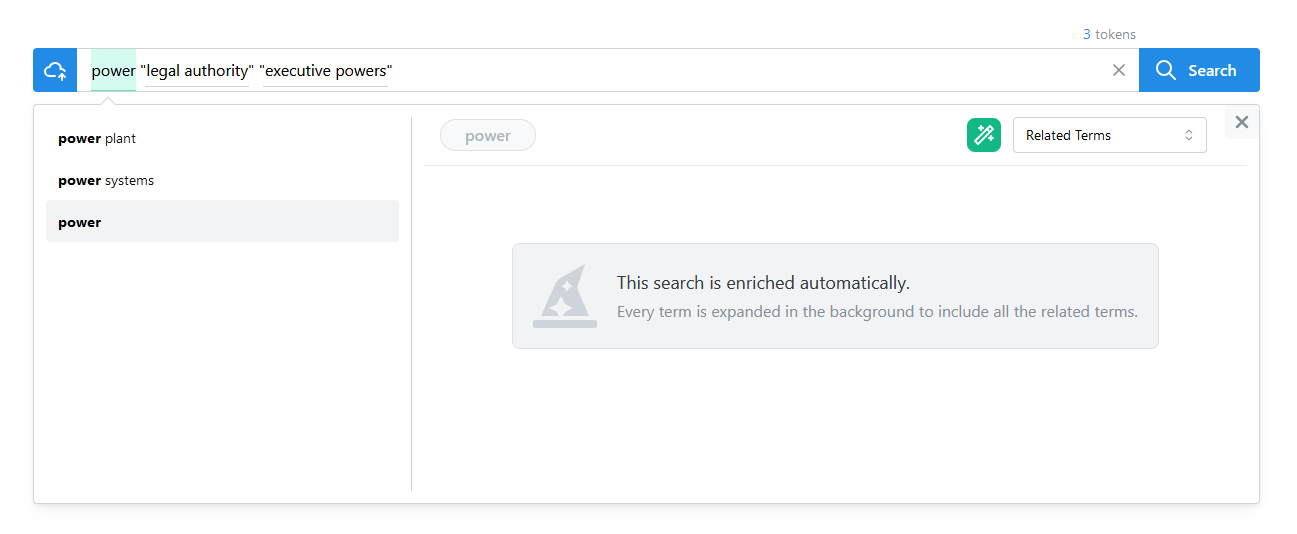 3 tokens
power "legal authority" "executive powers"
Search
power plant
power systems
power
power
Related Terms
This search is enriched automatically.
Every term is expanded in the background to include all the related terms.